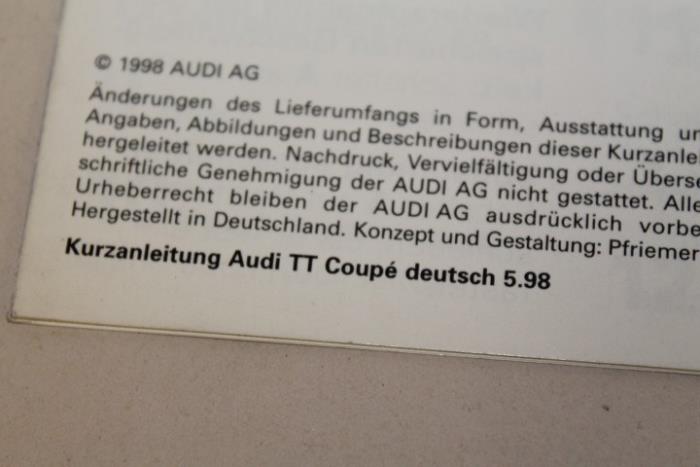 © 1998 AUDI AG
Änderungen des Lieferumfangs in Form, Ausstattung
Angaben, Abbildungen und Beschreibungen dieser
hergeleitet werden. Nachdruck, Vervielfältigung oder
schriftliche Genehmigung der AUDI AG nicht gestattet. Alle
Urheberrecht bleiben der AUDI AG ausdrücklich
Hergestellt in Deutschland. Konzept und Gestaltung: Pfriemer
Kurzanleitung Audi TT Coupé deutsch 5.98